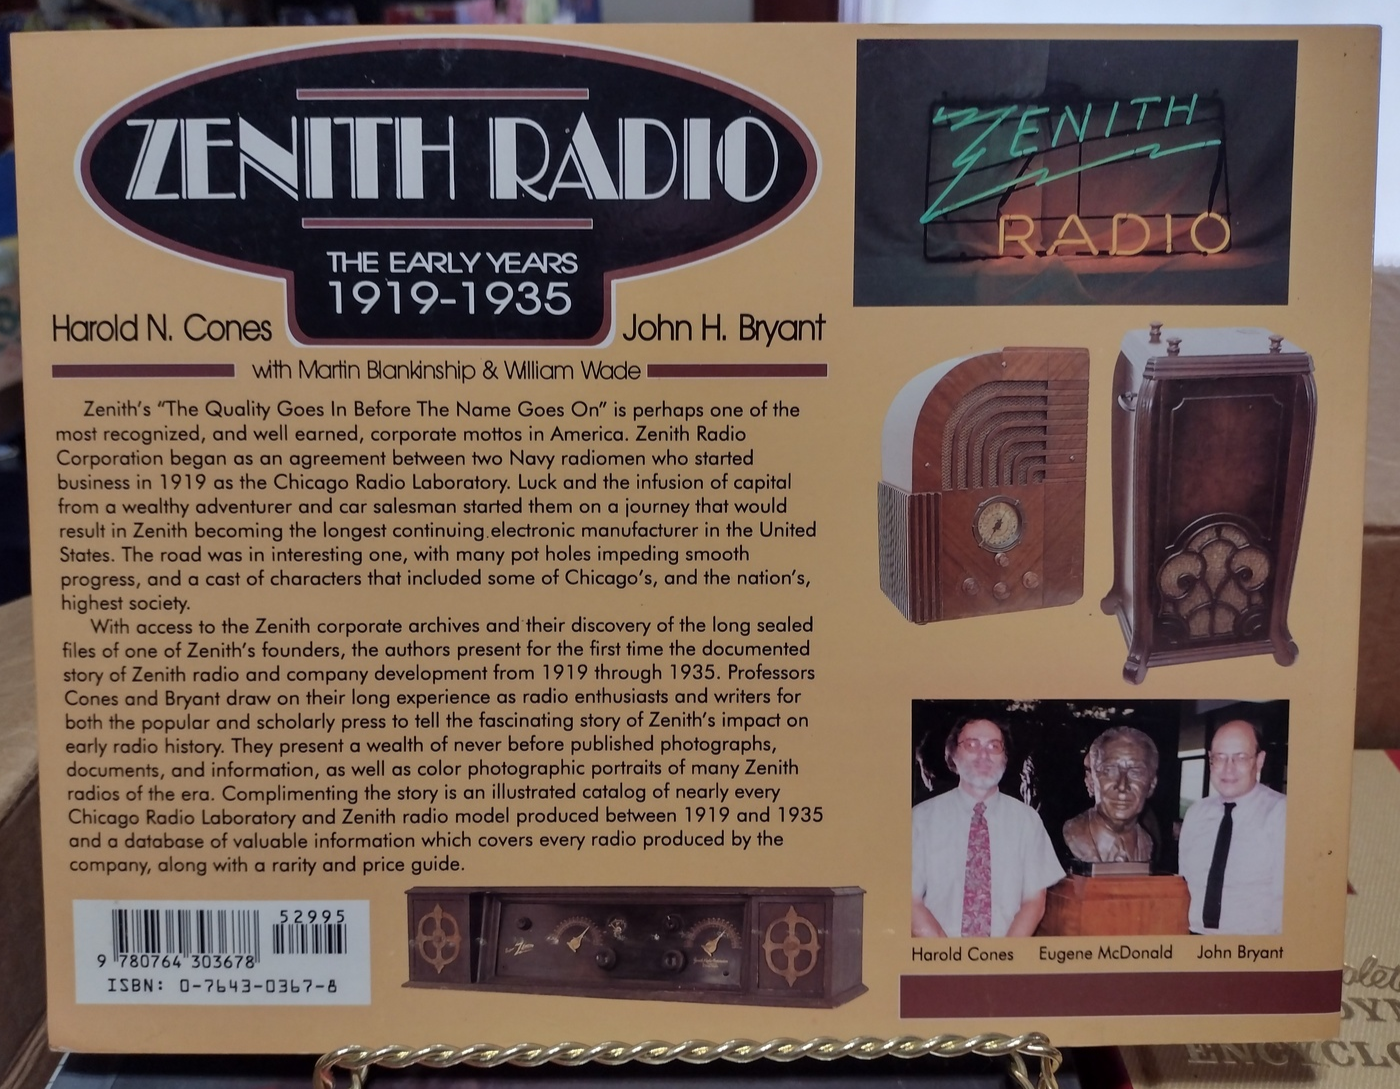 ZENITH RADIO
THE EARLY YEARS
1919-1935
Harold N. Cones
John H. Bryant
with Martin Blankinship & William Wade
Zenith's “The Quality Goes In Before The Name Goes On” is perhaps one of the
most recognized, and well earned, corporate mottos in America. Zenith Radio
Corporation began as an agreement between two Navy radiomen who started
business in 1919 as the Chicago Radio Laboratory. Luck and the infusion of capital
from a wealthy adventurer and car salesman started them on a journey that would
result in Zenith becoming the longest continuing electronic manufacturer in the United
States. The road was in interesting one, with many pot holes impeding smooth
progress, and a cast of characters that included some of Chicago's, and the nation's,
highest society.
With access to the Zenith corporate archives and their discovery of the long sealed
files of one of Zenith's founders, the authors present for the first time the documented
story of Zenith radio and company development from 1919 through 1935. Professors
Cones and Bryant draw on their long experience as radio enthusiasts and writers for
both the popular and scholarly press to tell the fascinating story of Zenith's impact on
early radio history. They present a wealth of never before published photographs,
documents, and information, as well as color photographic portraits of many Zenith
radios of the era. Complimenting the story is an illustrated catalog of nearly every
Chicago Radio Laboratory and Zenith radio model produced between 1919 and 1935
and a database of valuable information which covers every radio produced by the
company, along with a rarity and price guide.
52995
9 780764 303678
ISBN: 0-7643-0367-8
ZENITH
RADIO
Harold Cones Eugene McDonald John Bryant